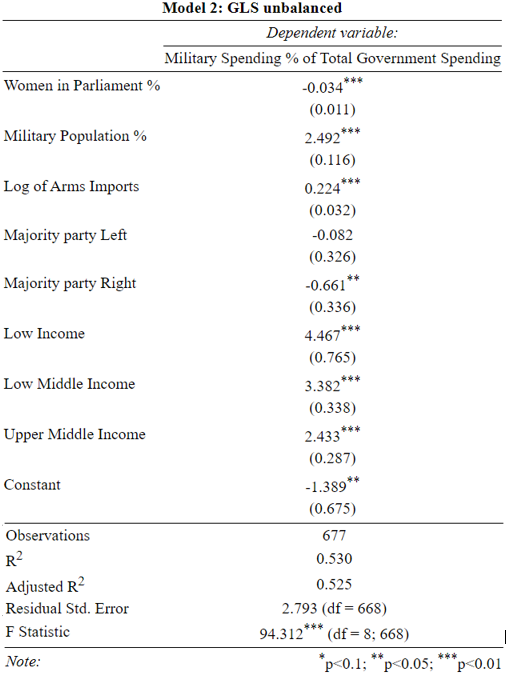 Model 2: GLS unbalanced
Dependent variable:
Military Spending % of Total Government Spending
Women in Parliament % -0.034***
(0.011)
Military Population % 2.492***
(0.116)
Log of Arms Imports 0.224***
(0.032)
Majority party Left -0.082
(0.326)
Majority party Right -0.661**
(0.336)
Low Income 4.467***
(0.765)
Low Middle Income 3.382***
(0.338)
Upper Middle Income 2.433***
(0.287)
Constant -1.389**
(0.675)
Observations 677
R2 0.530
Adjusted R2 0.525
Residual Std. Error 2.793 (df = 668)
F Statistic 94.312*** (df = 8; 668)
Note: *p<0.1; **p<0.05; ***p<0.01